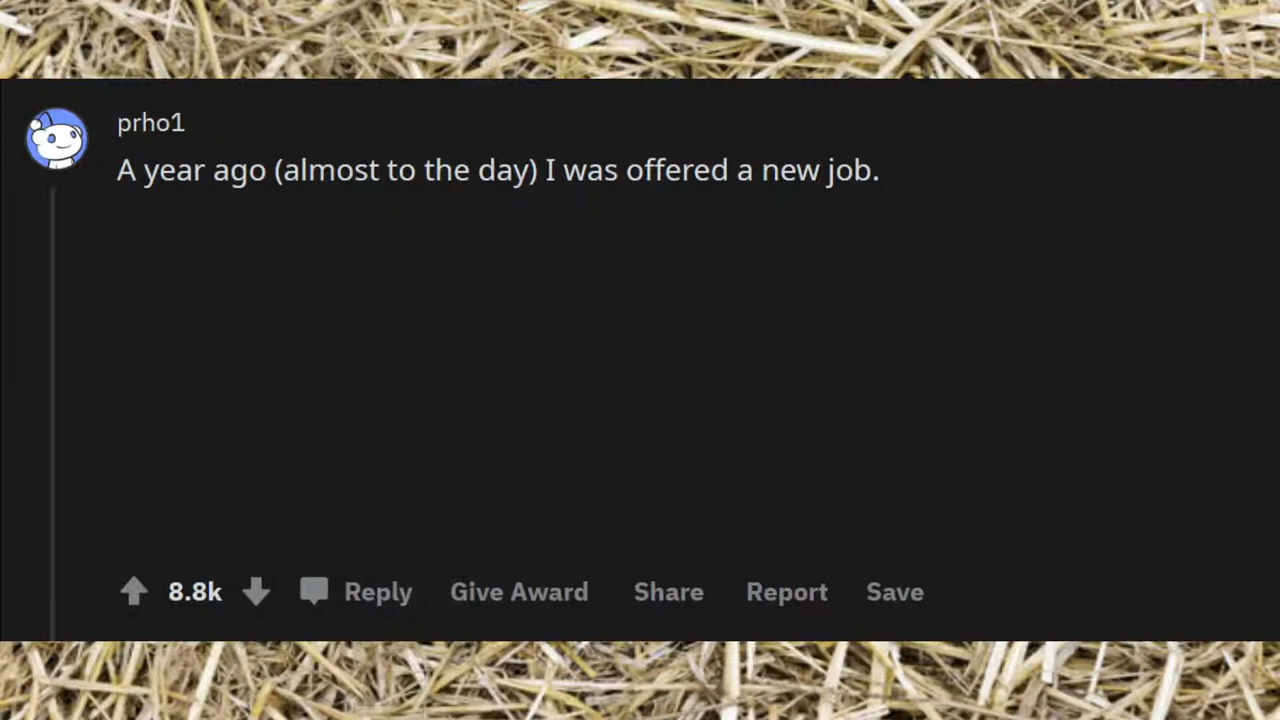 prho1
A year ago (almost to the day) I was offered a new job.
8.8k Reply Give Award Share Report Save